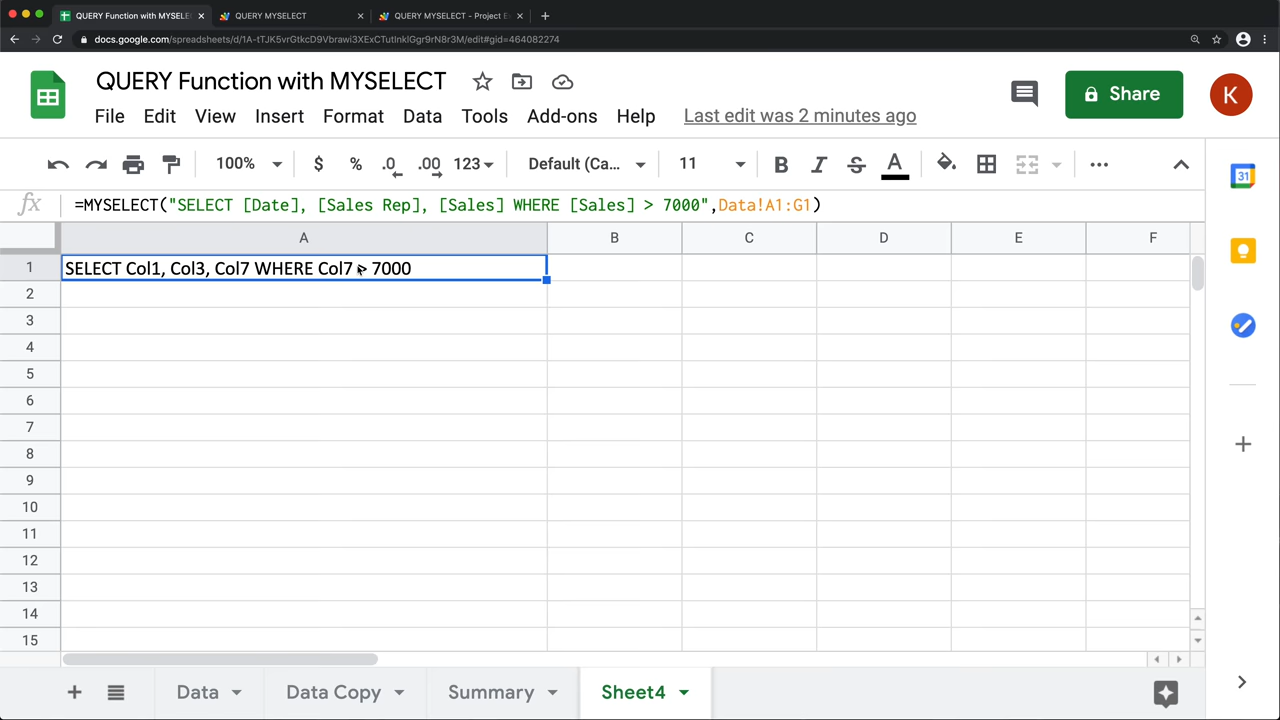 QUERY Function with MYSELE
QUERY MYSELECT
QUERY MYSELECT - Project E
docs.google.com/spreadsheets/d/1A-tTJK5vrGtkcD9Vbrawi3XExCTutInklGgr9rN8r3M/edit#gid=464082274
QUERY Function with MYSELECT
File Edit View Insert Format Data Tools Add-ons Help Last edit was 2 minutes ago
Share
K
100% $ % .0 .00 123 Default (Ca... 11 B I S A
fx =MYSELECT("SELECT [Date], [Sales Rep], [Sales] WHERE [Sales] > 7000",Data!A1:G1)
A B C D E F
1 SELECT Col1, Col3, Col7 WHERE Col7 > 7000
2
3
4
5
6
7
8
9
10
11
12
13
14
15
Data Data Copy Summary Sheet4
31